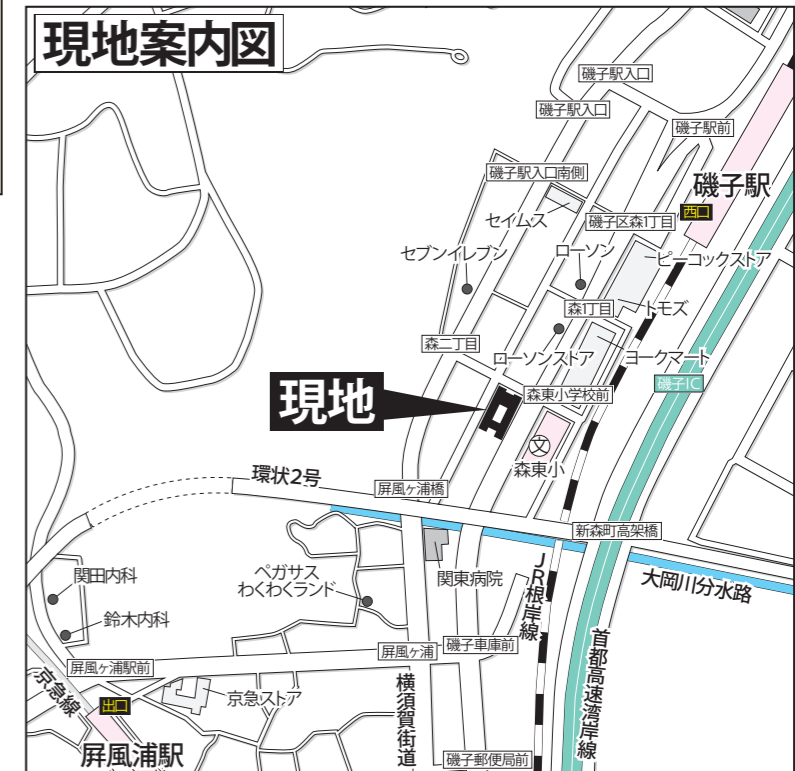 現地案内図
磯子駅入口
磯子駅入口
磯子駅前
磯子駅入口南側
磯子駅
西口
セイムス
磯子区森1丁目
セブンイレブン
ローソン
ピーコックストア
森1丁目
トモズ
森二丁目
ローソンストア
ヨークマート
磯子IC
現地
森東小学校前
文
森東小
環状2号
屏風ヶ浦橋
新森町高架橋
関田内科
ペガサス
わくわくランド
関東病院
JR根岸線
大岡川分水路
鈴木内科
屏風ヶ浦
磯子車庫前
首都高速湾岸線
屏風ヶ浦駅前
京急線
京急ストア
横須賀街道
出口
屏風浦駅
磯子郵便局前